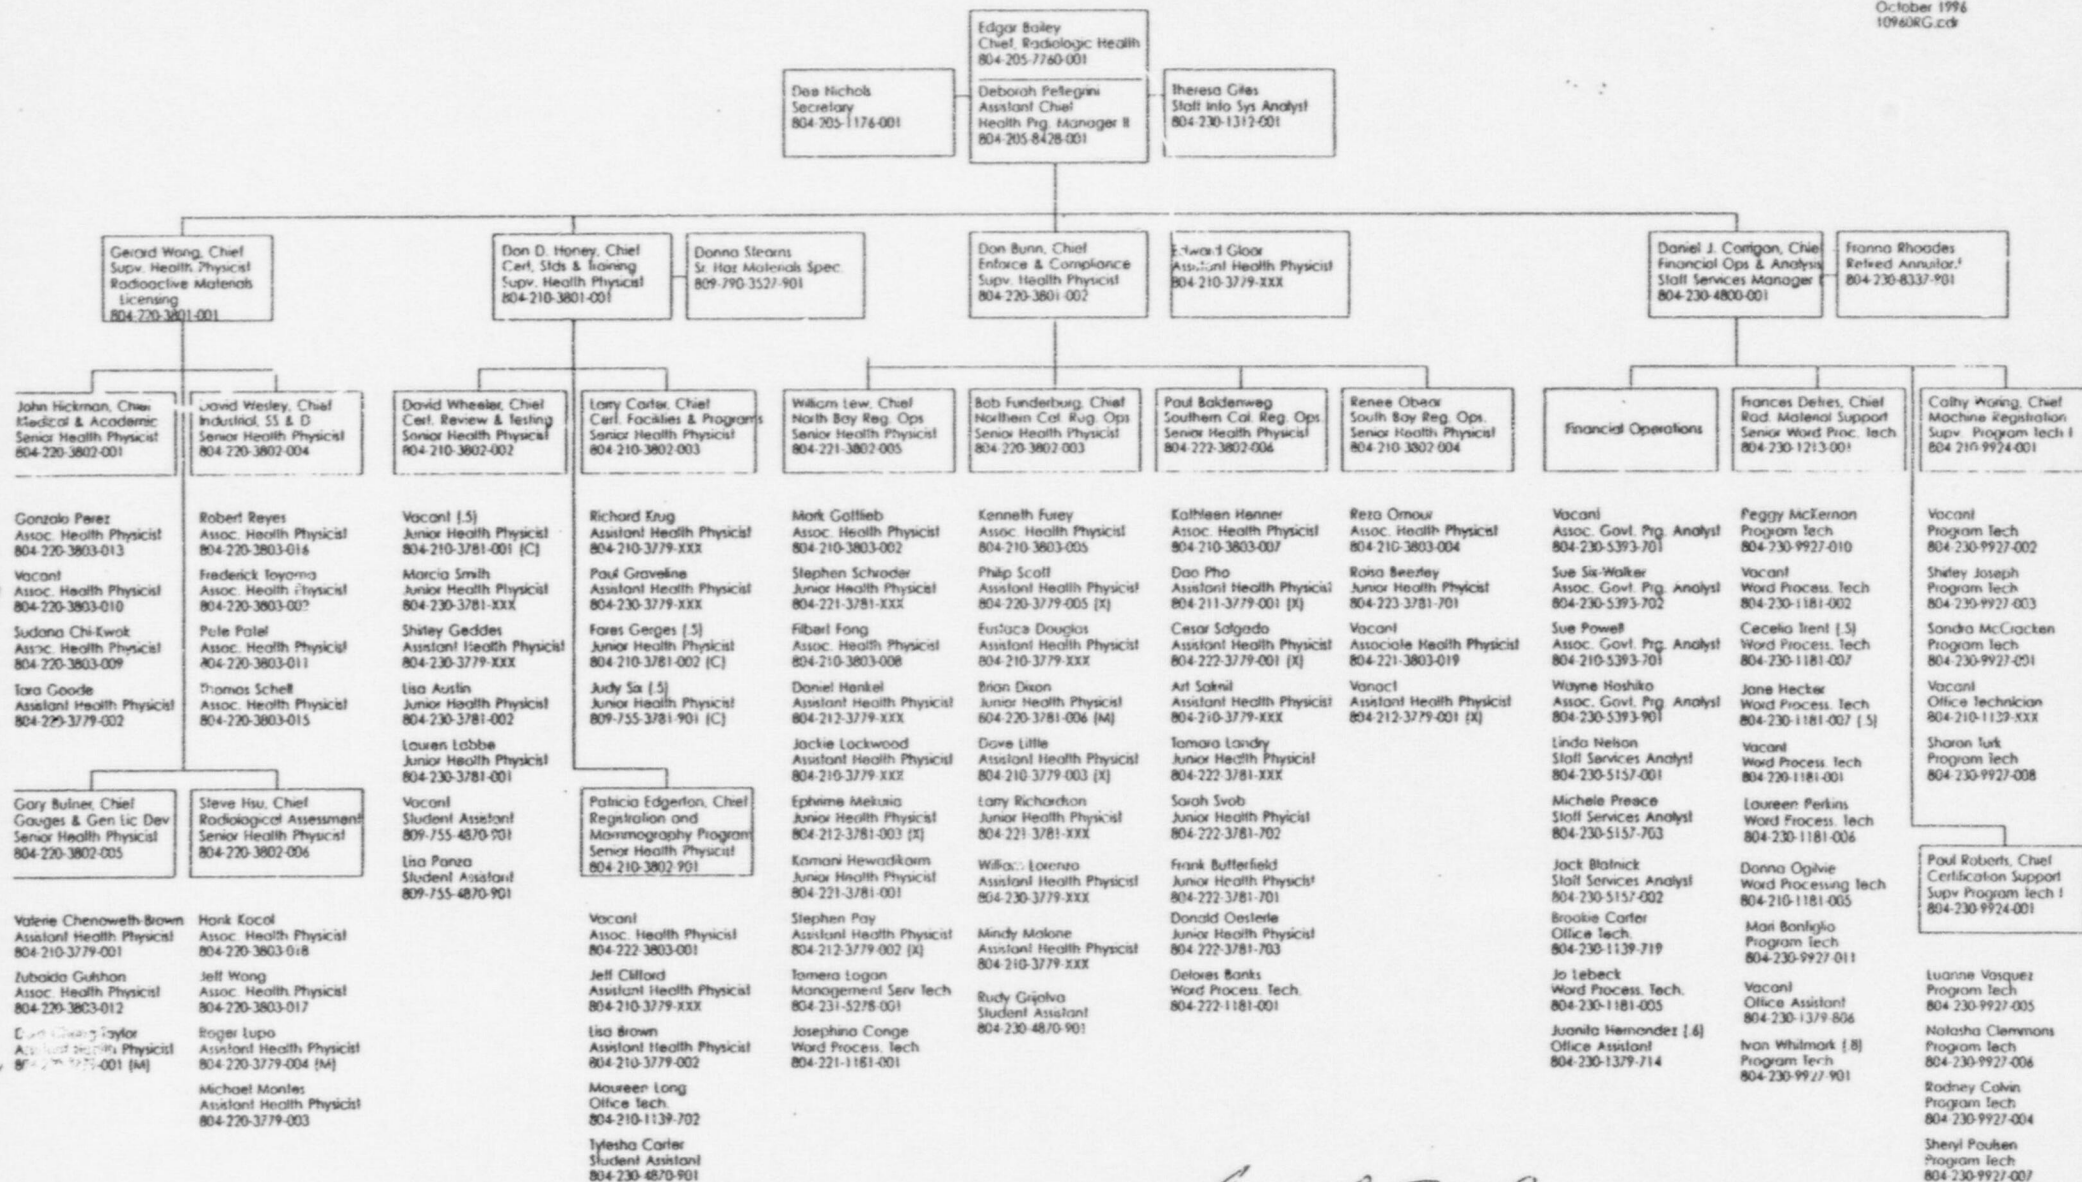 October 1996
10960RG.cdr
Edgar Bailey
Chief, Radiologic Health
804-205-7760-001
Deborah Pellegrini
Assistant Chief
Health Prg. Manager II
804-205-8428-001
Dee Nichols
Secretary
804-205-1176-001
Theresa Giles
Staff Info Sys Analyst
804-230-1312-001
Gerard Wong, Chief
Supv. Health Physicist
Radioactive Materials
Licensing
804-220-3801-001
Don D. Honey, Chief
Cert, Stds & Training
Supv. Health Physicist
804-210-3801-001
Donna Stearns
Sr. Haz Materials Spec.
809-790-3527-901
Don Bunn, Chief
Enforce & Compliance
Supv. Health Physicist
804-220-3801-002
Edward Gloor
Assistant Health Physicist
804-210-3779-XXX
Daniel J. Corrigan, Chie
Financial Ops & Analysis
Staff Services Manager
804-230-4800-001
Franna Rhoades
Retired Annuitant
804-230-8337-901
John Hickman, Chief
Medical & Academic
Senior Health Physicist
804-220-3802-001
David Wesley, Chief
Industrial, SS & D
Senior Health Physicist
804-220-3802-004
David Wheeler, Chief
Cert. Review & Testing
Senior Health Physicist
804-210-3802-002
Larry Carter, Chief
Cert. Facilities & Programs
Senior Health Physicist
804-210-3802-003
William Lew, Chief
North Bay Reg. Ops
Senior Health Physicist
804-221-3802-005
Bob Funderburg, Chief
Northern Cal. Rug. Ops
Senior Health Physicist
804-220-3802-003
Paul Baldenweg
Southern Cal. Reg. Ops.
Senior Health Physicist
804-222-3802-006
Renee Obear
South Bay Reg. Ops.
Senior Health Physicist
804-210-3802-004
Financial Operations
Frances Detres, Chief
Rad. Material Support
Senior Word Proc. Tech
804-230-1213-001
Cathy Waring, Chief
Machine Registration
Supv. Program Tech I
804-210-9924-001
Gonzalo Perez
Assoc. Health Physicist
804-220-3803-013
Vacant
Assoc. Health Physicist
804-220-3803-010
Sudana Chi-Kwok
Assoc. Health Physicist
804-220-3803-009
Tara Goode
Assistant Health Physicist
804-220-3779-002
Robert Reyes
Assoc. Health Physicist
804-220-3803-016
Frederick Toyama
Assoc. Health Physicist
Pule Patel
Assoc. Health Physicist
804-220-3803-011
Thomas Schell
Assoc. Health Physicist
804-220-3803-015
Gary Butner, Chief
Gauges & Gen Lic Dev
Senior Health Physicist
804-220-3802-005
Steve Hsu, Chief
Radiological Assessment
Senior Health Physicist
804-220-3802-006
Valerie Chenoweth-Brown
Assistant Health Physicist
804-210-3779-001
Zubaida Gulshan
Assoc. Health Physicist
804-220-3803-012
Taylor
Physicist
-001 (M)
Hank Kocol
Assoc. Health Physicist
804-220-3803-018
Jeff Wong
Assoc. Health Physicist
804-220-3803-017
Roger Lupo
Assistant Health Physicist
804-220-3779-004 (M)
Michael Montes
Assistant Health Physicist
804-220-3779-003
Vacant (.5)
Junior Health Physicist
804-210-3781-001 (C)
Marcia Smith
Junior Health Physicist
804-230-3781-XXX
Shirley Geddes
Assistant Health Physicist
804-230-3779-XXX
Lisa Austin
Junior Health Physicist
804-230-3781-002
Lauren Labbe
Junior Health Physicist
804-230-3781-001
Vacant
Student Assistant
809-755-4870-901
Lisa Panza
Student Assistant
809-755-4870-901
Richard Krug
Assistant Health Physicist
804-210-3779-XXX
Paul Graveline
Assistant Health Physicist
804-230-3779-XXX
Fares Gerges (.5)
Junior Health Physicist
804-210-3781-002 (C)
Judy Six (.5)
Junior Health Physicist
809-755-3781-901 (C)
Patricia Edgerton, Chief
Registration and
Mammography Program
Senior Health Physicist
804-210-3802-901
Vacant
Assoc. Health Physicist
804-222-3803-001
Jeff Clifford
Assistant Health Physicist
804-210-3779-XXX
Lisa Brown
Assistant Health Physicist
804-210-3779-002
Maureen Long
Office Tech.
804-210-1139-702
Tylesha Carter
Student Assistant
804-230-4870-901
Mark Gottlieb
Assoc. Health Physicist
804-210-3803-002
Stephen Schroder
Junior Health Physicist
804-221-3781-XXX
Filbert Fong
Assoc. Health Physicist
804-210-3803-008
Daniel Hankel
Assistant Health Physicist
804-212-3779-XXX
Jackie Lockwood
Assistant Health Physicist
804-210-3779-XXX
Ephrime Mekuria
Junior Health Physicist
804-212-3781-003 (X)
Kamani Hewadikarm
Junior Health Physicist
804-221-3781-001
Stephen Pay
Assistant Health Physicist
804-212-3779-002 (X)
Tamera Logan
Management Serv Tech
804-231-5278-001
Josephina Conge
Word Process. Tech
804-221-1181-001
Kenneth Furey
Assoc. Health Physicist
804-210-3803-005
Philip Scott
Assistant Health Physicist
804-220-3779-005 (X)
Eustace Douglas
Assistant Health Physicist
804-210-3779-XXX
Brian Dixon
Junior Health Physicist
804-220-3781-006 (M)
Dave Little
Assistant Health Physicist
804-210-3779-003 (X)
Larry Richardson
Junior Health Physicist
804-221-3781-XXX
William Lorenzo
Assistant Health Physicist
804-230-3779-XXX
Mindy Malone
Assistant Health Physicist
804-210-3779-XXX
Rudy Grijalva
Student Assistant
804-230-4870-901
Kathleen Henner
Assoc. Health Physicist
804-210-3803-007
Dao Pho
Assistant Health Physicist
804-211-3779-001 (X)
Cesar Salgado
Assistant Health Physicist
804-222-3779-001 (X)
Art Saknit
Assistant Health Physicist
804-210-3779-XXX
Tamara Landry
Junior Health Physicist
804-222-3781-XXX
Sarah Svob
Junior Health Phyicist
804-222-3781-702
Frank Butterfield
Junior Health Physicist
804-222-3781-701
Donald Oesterle
Junior Health Physicist
804-222-3781-703
Delores Banks
Word Process. Tech.
804-222-1181-001
Reza Omour
Assoc. Health Physicist
804-210-3803-004
Raisa Beezley
Junior Health Physicist
804-223-3781-701
Vacant
Associate Health Physicist
804-221-3803-019
Vanact
Assistant Health Physicist
804-212-3779-001 (X)
Vacant
Assoc. Govt. Prg. Analyst
804-230-5393-701
Sue Six-Walker
Assoc. Govt. Prg. Analyst
804-230-5393-702
Sue Powell
Assoc. Govt. Prg. Analyst
804-210-5393-701
Wayne Hoshiko
Assoc. Govt. Prg. Analyst
804-230-5393-901
Linda Nelson
Staff Services Analyst
804-230-5157-001
Michele Preece
Staff Services Analyst
804-230-5157-703
Jack Blatnick
Staff Services Analyst
804-230-5157-002
Brookie Carter
Office Tech.
804-230-1139-719
Jo Lebeck
Word Process. Tech.
804-230-1181-005
Juanita Hernandez (.6)
Office Assistant
804-230-1379-714
Peggy McKernan
Program Tech
804-230-9927-010
Vacant
Word Process. Tech
804-230-1181-002
Cecelia Trent (.5)
Word Process. Tech
804-230-1181-007
Jane Hecker
Word Process. Tech
804-230-1181-007 (.5)
Vacant
Word Process. Tech
804-220-1181-001
Laureen Perkins
Word Process. Tech
804-230-1181-006
Donna Ogilvie
Word Processing Tech
804-210-1181-005
Mari Bonfiglio
Program Tech
804-230-9927-011
Vacant
Office Assistant
804-230-1379-806
Ivan Whitmark (.8)
Program Tech
804-230-9927-901
Vacant
Program Tech
804-230-9927-002
Shirley Joseph
Program Tech
804-230-9927-003
Sandra McCracken
Program Tech
804-230-9927-001
Vacant
Office Technician
804-210-1139-XXX
Sharon Turk
Program Tech
804-230-9927-008
Paul Roberts, Chief
Certification Support
Supv Program Tech I
804-230-9924-001
Luanne Vasquez
Program Tech
804-230-9927-005
Natasha Clemmons
Program Tech
804-230-9927-006
Rodney Colvin
Program Tech
804-230-9927-004
Sheryl Poulsen
Program Tech
804-230-9927-007